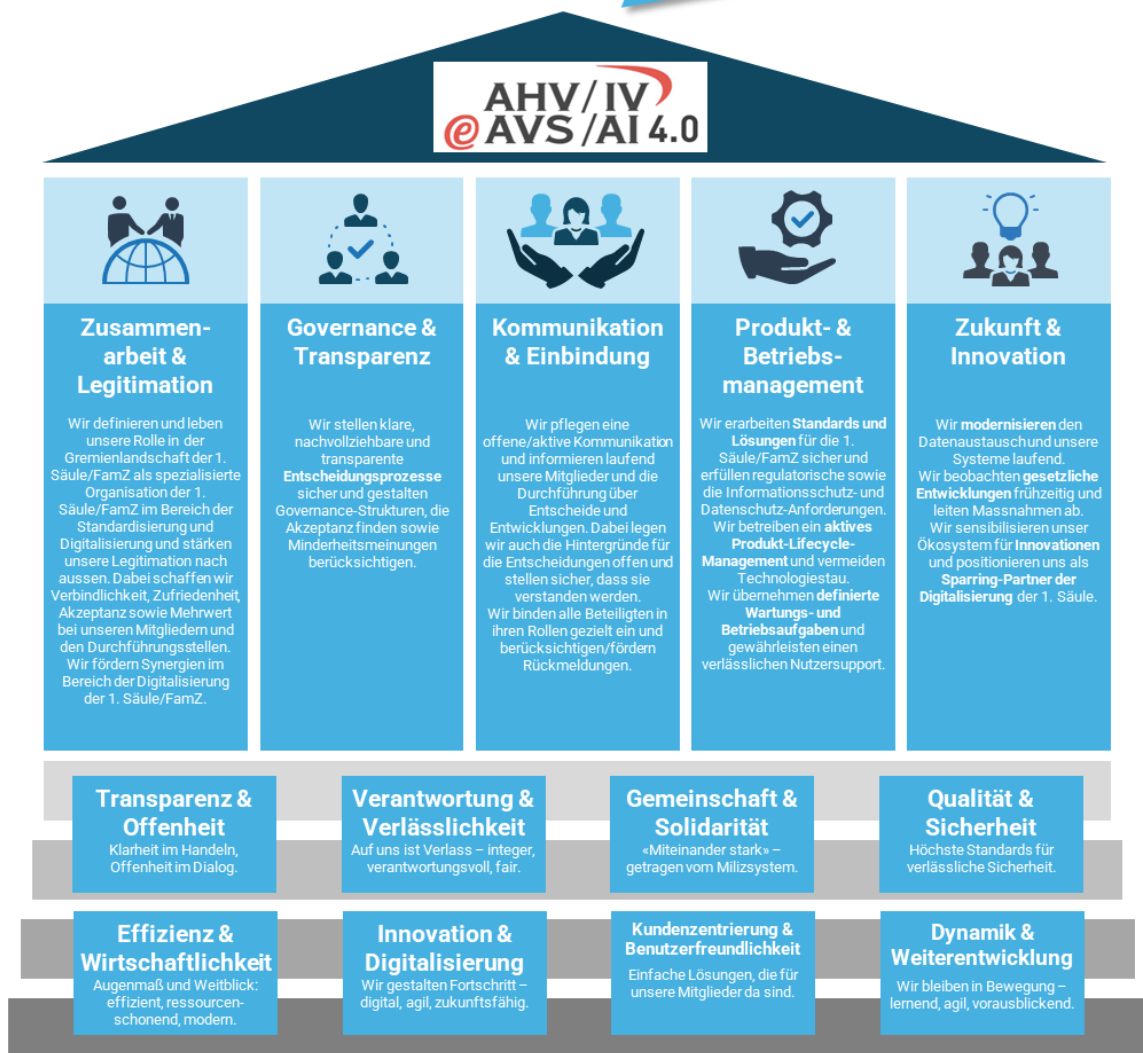 AHV/IV
e AVS/AI 4.0
Zusammen-
arbeit &
Legitimation
Wir definieren und leben
unsere Rolle in der
Gremienlandschaft der 1.
Säule/FamZ als spezialisierte
Organisation der 1.
Säule/FamZ im Bereich der
Standardisierung und
Digitalisierung und stärken
unsere Legitimation nach
aussen. Dabei schaffen wir
Verbindlichkeit, Zufriedenheit,
Akzeptanz sowie Mehrwert
bei unseren Mitgliedern und
den Durchführungsstellen.
Wir fördern Synergien im
Bereich der Digitalisierung
der 1. Säule/FamZ.
Governance &
Transparenz
Wir stellen klare,
nachvollziehbare und
transparente
Entscheidungsprozesse
sicher und gestalten
Governance-Strukturen, die
Akzeptanz finden sowie
Minderheitsmeinungen
berücksichtigen.
Kommunikation
& Einbindung
Wir pflegen eine
offene/aktive Kommunikation
und informieren laufend
unsere Mitglieder und die
Durchführung über
Entscheide und
Entwicklungen. Dabei legen
wir auch die Hintergründe für
die Entscheidungen offen und
stellen sicher, dass sie
verstanden werden.
Wir binden alle Beteiligten in
ihren Rollen gezielt ein und
berücksichtigen/fördern
Rückmeldungen.
Produkt- &
Betriebs-
management
Wir erarbeiten Standards und
Lösungen für die 1.
Säule/FamZ sicher und
erfüllen regulatorische sowie
die Informationsschutz- und
Datenschutz-Anforderungen.
Wir betreiben ein aktives
Produkt-Lifecycle-
Management und vermeiden
Technologiestau.
Wir übernehmen definierte
Wartungs- und
Betriebsaufgaben und
gewährleisten einen
verlässlichen Nutzersupport.
Zukunft &
Innovation
Wir modernisieren den
Datenaustausch und unsere
Systeme laufend.
Wir beobachten gesetzliche
Entwicklungen frühzeitig und
leiten Massnahmen ab.
Wir sensibilisieren unser
Ökosystem für Innovationen
und positionieren uns als
Sparring-Partner der
Digitalisierung der 1. Säule.
Transparenz &
Offenheit
Klarheit im Handeln,
Offenheit im Dialog.
Verantwortung &
Verlässlichkeit
Auf uns ist Verlass – integer,
verantwortungsvoll, fair.
Gemeinschaft &
Solidarität
«Miteinander stark» –
getragen vom Milizsystem.
Qualität &
Sicherheit
Höchste Standards für
verlässliche Sicherheit.
Effizienz &
Wirtschaftlichkeit
Augenmaß und Weitblick:
effizient, ressourcen-
schonend, modern.
Innovation &
Digitalisierung
Wir gestalten Fortschritt –
digital, agil, zukunftsfähig.
Kundenzentrierung &
Benutzerfreundlichkeit
Einfache Lösungen, die für
unsere Mitglieder da sind.
Dynamik &
Weiterentwicklung
Wir bleiben in Bewegung –
lernend, agil, vorausblickend.